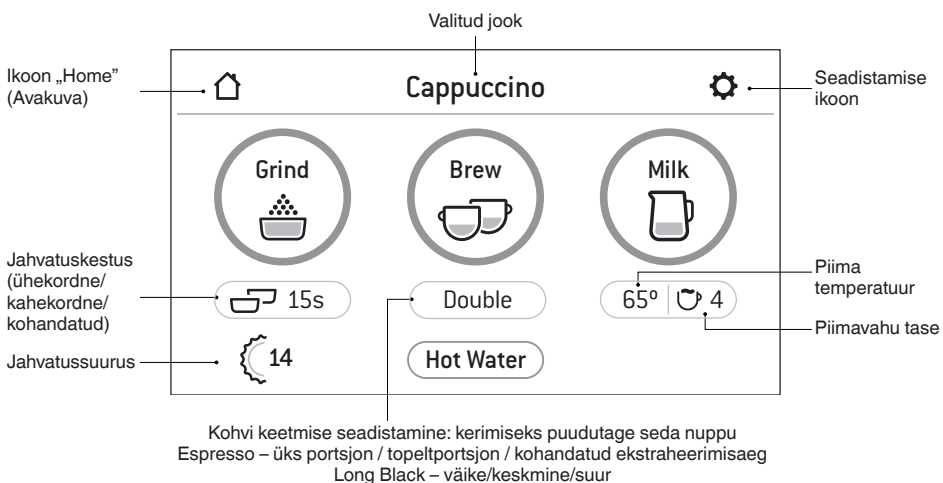 Valitud jook
Ikoon „Home”
(Avakuva)
Cappuccino
Seadistamise
ikoon
Grind
Brew
Milk
Jahvatuskestus
(ühekordne/
kahekordne/
kohandatud)
15s
Double
65º
4
Piima
temperatuur
Piimavahu tase
Jahvatussuurus
14
Hot Water
Kohvi keetmise seadistamine: kerimiseks puudutage seda nuppu
Espresso – üks portsjon / topeltportsjon / kohandatud ekstraheerimisaeg
Long Black – väike/keskmine/suur